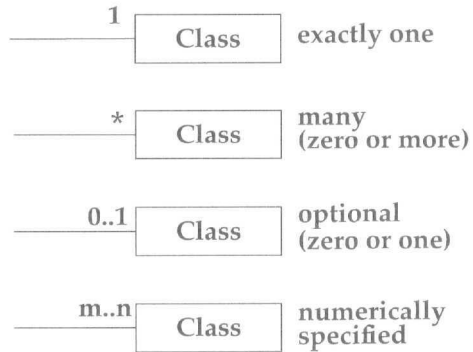 1
Class
exactly one
*
Class
many
(zero or more)
0..1
Class
optional
(zero or one)
m..n
Class
numerically
specified